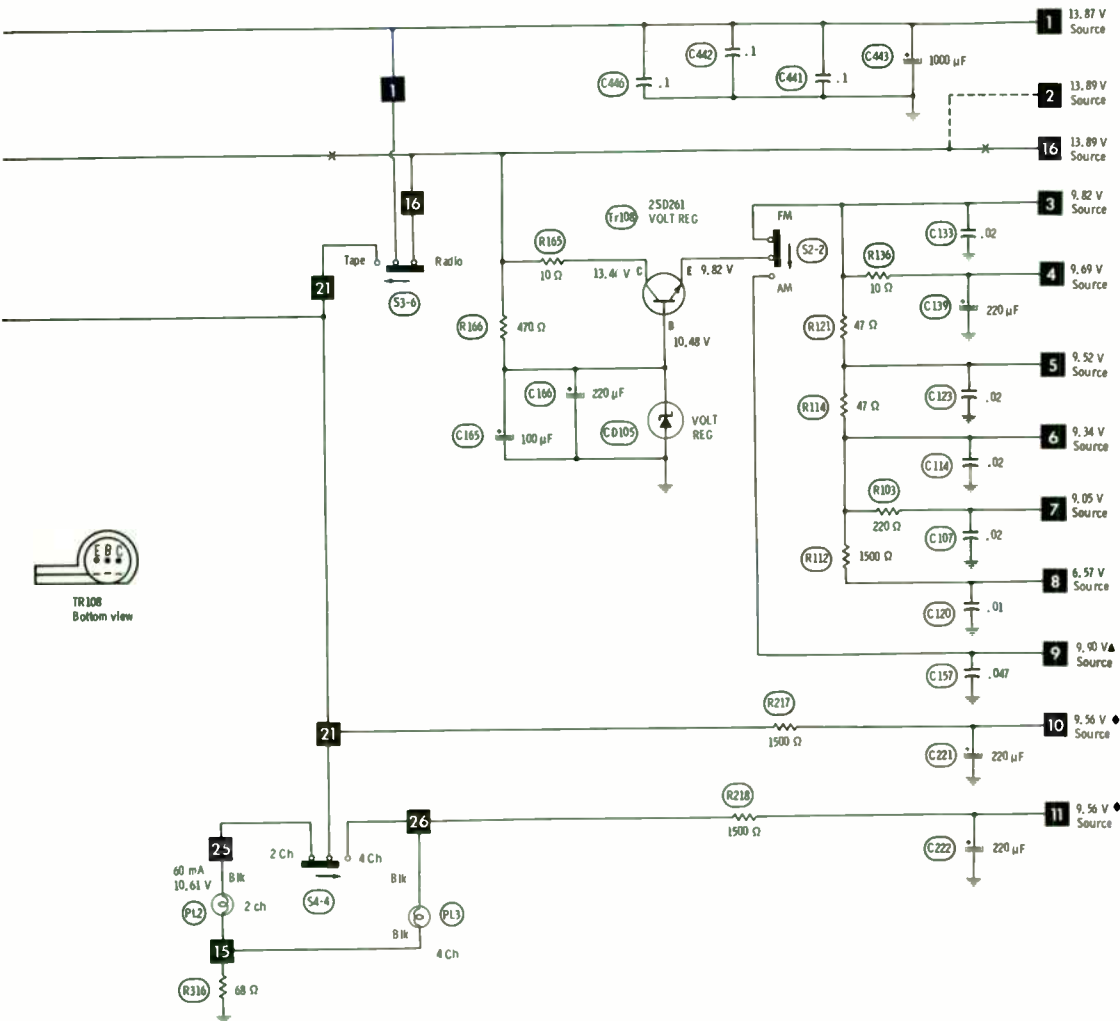 1 13.87 V
Source
C442 .1
C443 1000 µF
C446 .1
C441 .1
1
2 13.89 V
Source
16 13.89 V
Source
16
2SD261
Tr108 VOLT REG
FM
3 9.82 V
Source
C133 .02
R165
10 Ω
C E 9.82 V
S2-2
R136
10 Ω
4 9.69 V
Source
Tape Radio
21
S3-6
AM
C139 220 µF
R166 470 Ω
B
10.48 V
R121 47 Ω
5 9.52 V
Source
C166 220 µF
C123 .02
R114 47 Ω
C165 100 µF
CD105 VOLT
REG
6 9.34 V
Source
C114 .02
R103
220 Ω
7 9.05 V
Source
C107 .02
E B C
R112 1500 Ω
8 6.57 V
Source
TR108
Bottom view
C120 .01
9 9.90 V▲
Source
C157 .047
R217
1500 Ω
21
10 9.56 V ♦
Source
C221 220 µF
R218
1500 Ω
26
11 9.56 V ♦
Source
25
2 Ch 4 Ch
C222 220 µF
60 mA
10.61 V
Blk
Blk
S4-4
PL2 2 ch
PL3
Blk
15
4 Ch
R316 68 Ω